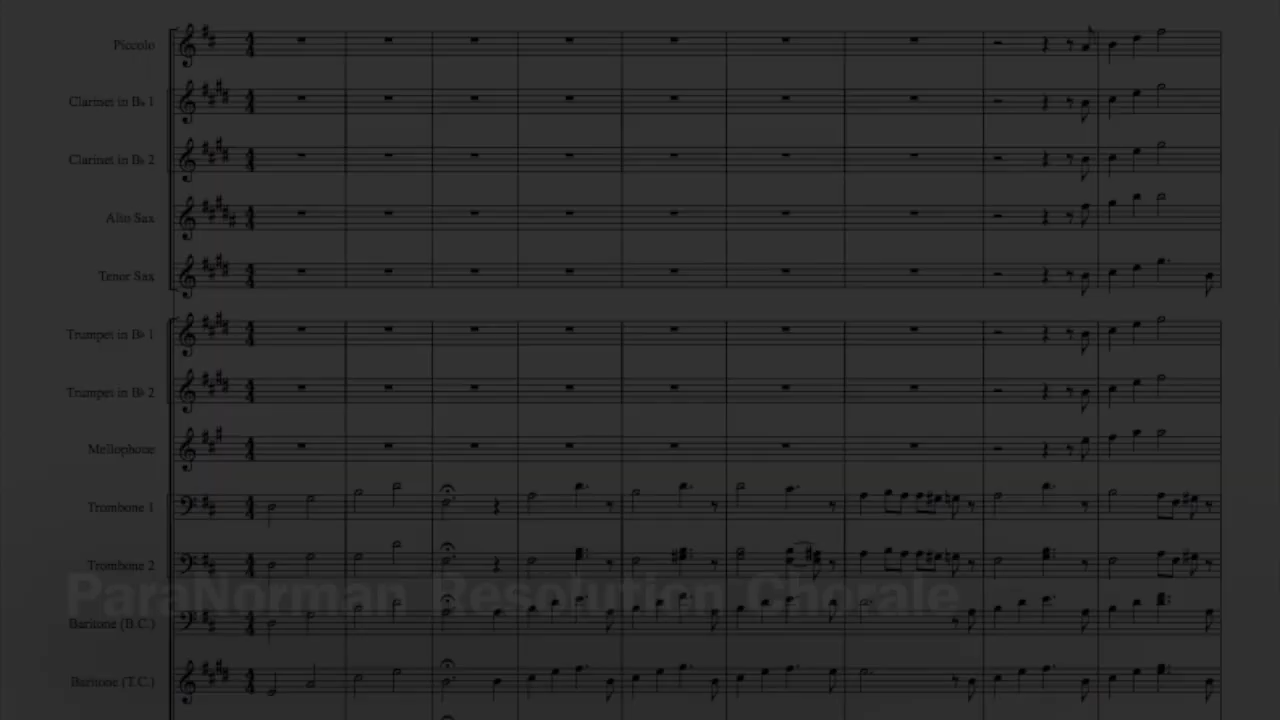 Piccolo
Clarinet in B♭ 1
Clarinet in B♭ 2
Alto Sax
Tenor Sax
Trumpet in B♭ 1
Trumpet in B♭ 2
Mellophone
Trombone 1
Trombone 2
ParaNorman Resolution Chorale
Baritone (B.C.)
Baritone (T.C.)